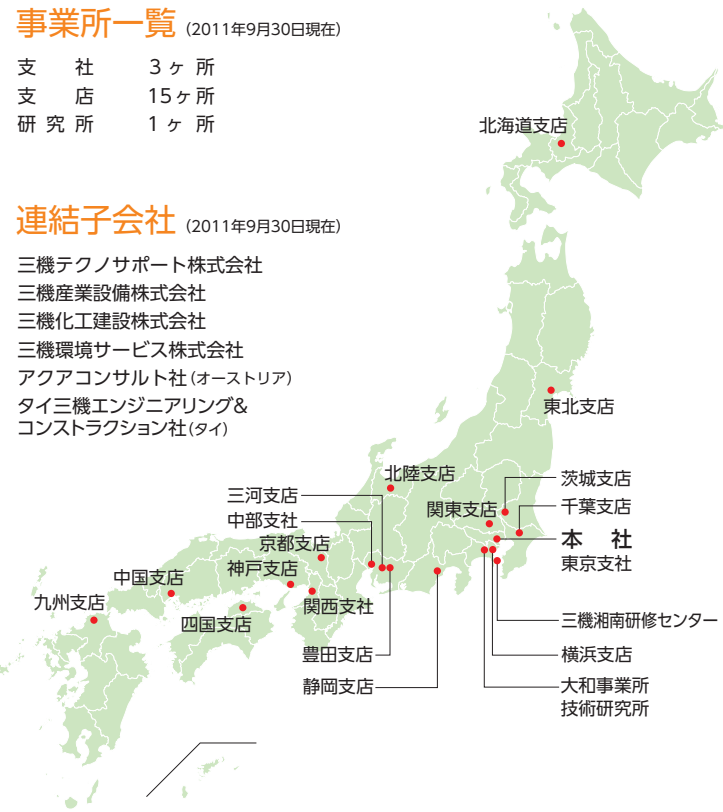 事業所一覧 (2011年9月30日現在)
支　社　3ヶ所
支　店　15ヶ所
研究所　1ヶ所
連結子会社 (2011年9月30日現在)
三機テクノサポート株式会社
三機産業設備株式会社
三機化工建設株式会社
三機環境サービス株式会社
アクアコンサルト社(オーストリア)
タイ三機エンジニアリング&
コンストラクション社(タイ)
北海道支店
東北支店
北陸支店
茨城支店
三河支店
関東支店
千葉支店
中部支社
本　社
京都支店
東京支社
神戸支店
中国支店
九州支店
関西支社
四国支店
三機湘南研修センター
豊田支店
横浜支店
静岡支店
大和事業所
技術研究所